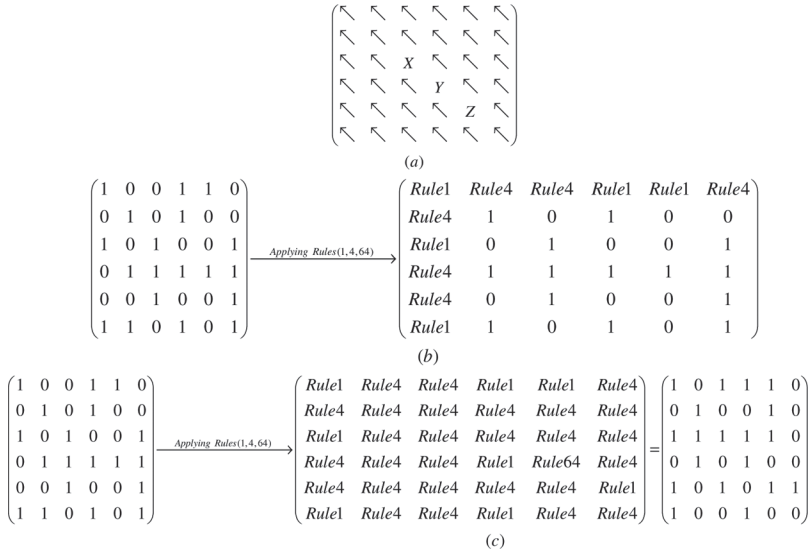 ↖ ↖ ↖ ↖ ↖ ↖
↖ ↖ ↖ ↖ ↖ ↖
↖ ↖ X ↖ ↖ ↖
↖ ↖ ↖ Y ↖ ↖
↖ ↖ ↖ ↖ Z ↖
↖ ↖ ↖ ↖ ↖ ↖
(a)
1 0 0 1 1 0
0 1 0 1 0 0
1 0 1 0 0 1
0 1 1 1 1 1
0 0 1 0 0 1
1 1 0 1 0 1
Applying Rules(1,4,64)
Rule1 Rule4 Rule4 Rule1 Rule1 Rule4
Rule4 1 0 1 0 0
Rule1 0 1 0 0 1
Rule4 1 1 1 1 1
Rule4 0 1 0 0 1
Rule1 1 0 1 0 1
(b)
1 0 0 1 1 0
0 1 0 1 0 0
1 0 1 0 0 1
0 1 1 1 1 1
0 0 1 0 0 1
1 1 0 1 0 1
Applying Rules(1,4,64)
Rule1 Rule4 Rule4 Rule1 Rule1 Rule4
Rule4 Rule4 Rule4 Rule4 Rule4 Rule4
Rule1 Rule4 Rule4 Rule4 Rule4 Rule4
Rule4 Rule4 Rule4 Rule1 Rule64 Rule4
Rule4 Rule4 Rule4 Rule4 Rule4 Rule1
Rule1 Rule4 Rule4 Rule1 Rule4 Rule4
=
1 0 1 1 1 0
0 1 0 0 1 0
1 1 1 1 1 0
0 1 0 1 0 0
1 0 1 0 1 1
1 0 0 1 0 0
(c)